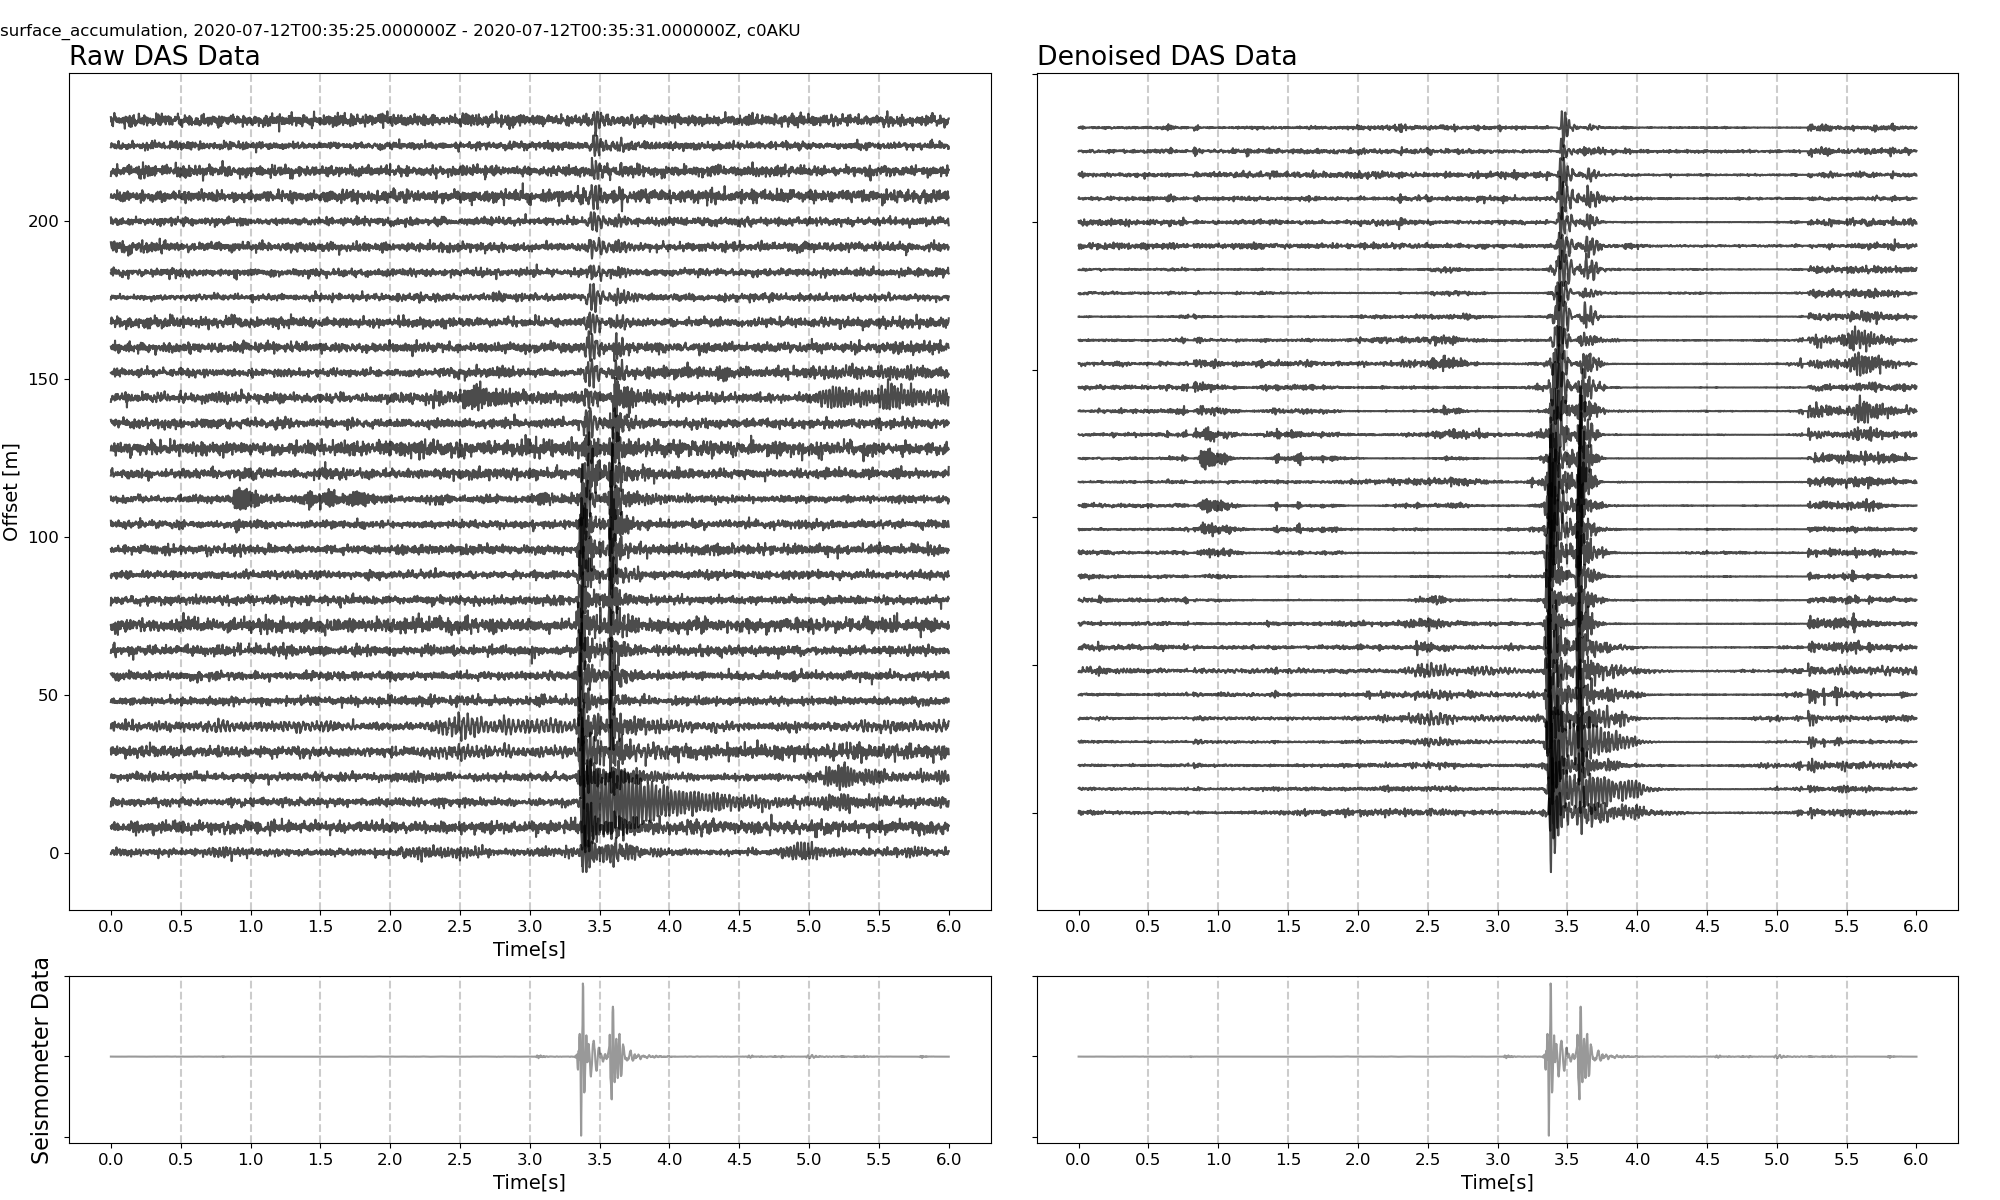 surface_accumulation, 2020-07-12T00:35:25.000000Z - 2020-07-12T00:35:31.000000Z, c0AKU
Raw DAS Data
Denoised DAS Data
Offset [m]
200
150
100
50
0
0.0 0.5 1.0 1.5 2.0 2.5 3.0 3.5 4.0 4.5 5.0 5.5 6.0
Time[s]
0.0 0.5 1.0 1.5 2.0 2.5 3.0 3.5 4.0 4.5 5.0 5.5 6.0
Seismometer Data
0.0 0.5 1.0 1.5 2.0 2.5 3.0 3.5 4.0 4.5 5.0 5.5 6.0
Time[s]
0.0 0.5 1.0 1.5 2.0 2.5 3.0 3.5 4.0 4.5 5.0 5.5 6.0
Time[s]